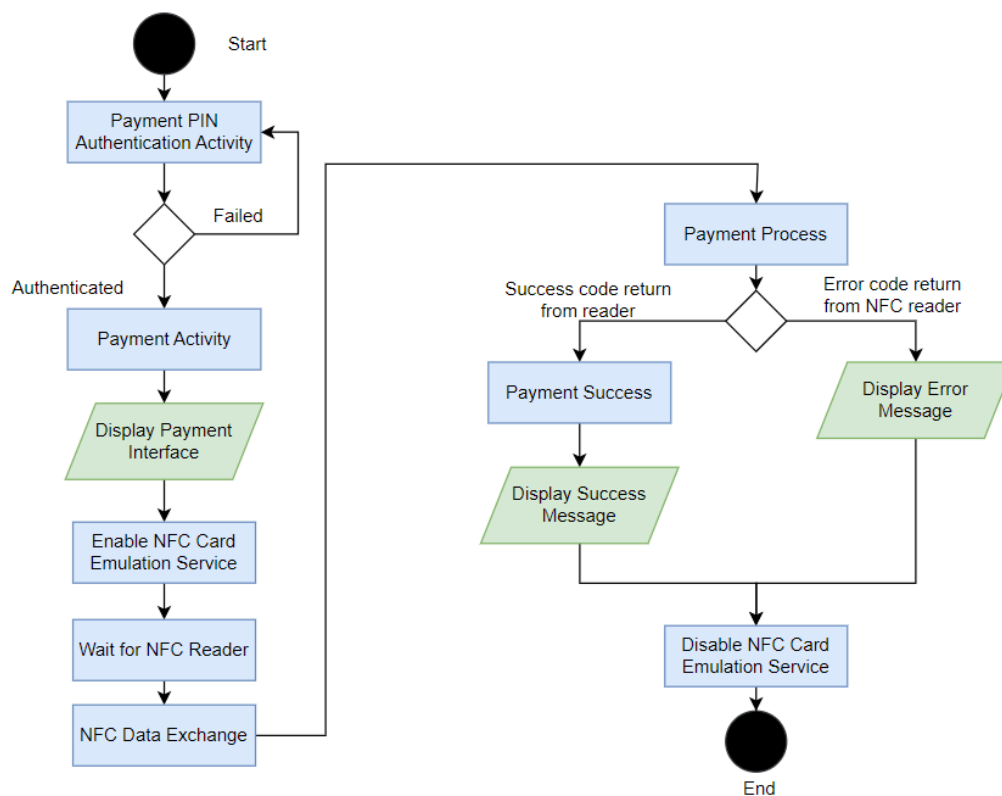 Start
Payment PIN
Authentication Activity
Failed
Authenticated
Payment Activity
Display Payment
Interface
Enable NFC Card
Emulation Service
Wait for NFC Reader
NFC Data Exchange
Payment Process
Success code return
from reader
Error code return
from NFC reader
Payment Success
Display Error
Message
Display Success
Message
Disable NFC Card
Emulation Service
End